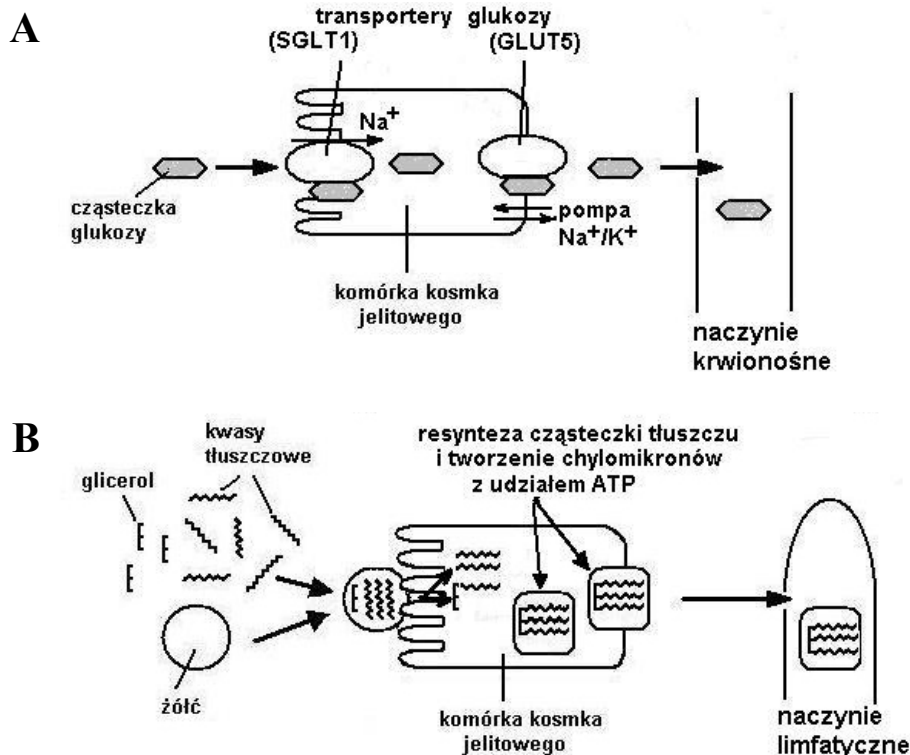 A
transportery glukozy
(SGLT1) (GLUT5)
Na+
cząsteczka
glukozy
pompa
Na+/K+
komórka kosmka
jelitowego
naczynie
krwionośne
B
kwasy
tłuszczowe
glicerol
resynteza cząsteczki tłuszczu
i tworzenie chylomikronów
z udziałem ATP
żółć
komórka kosmka
jelitowego
naczynie
limfatyczne